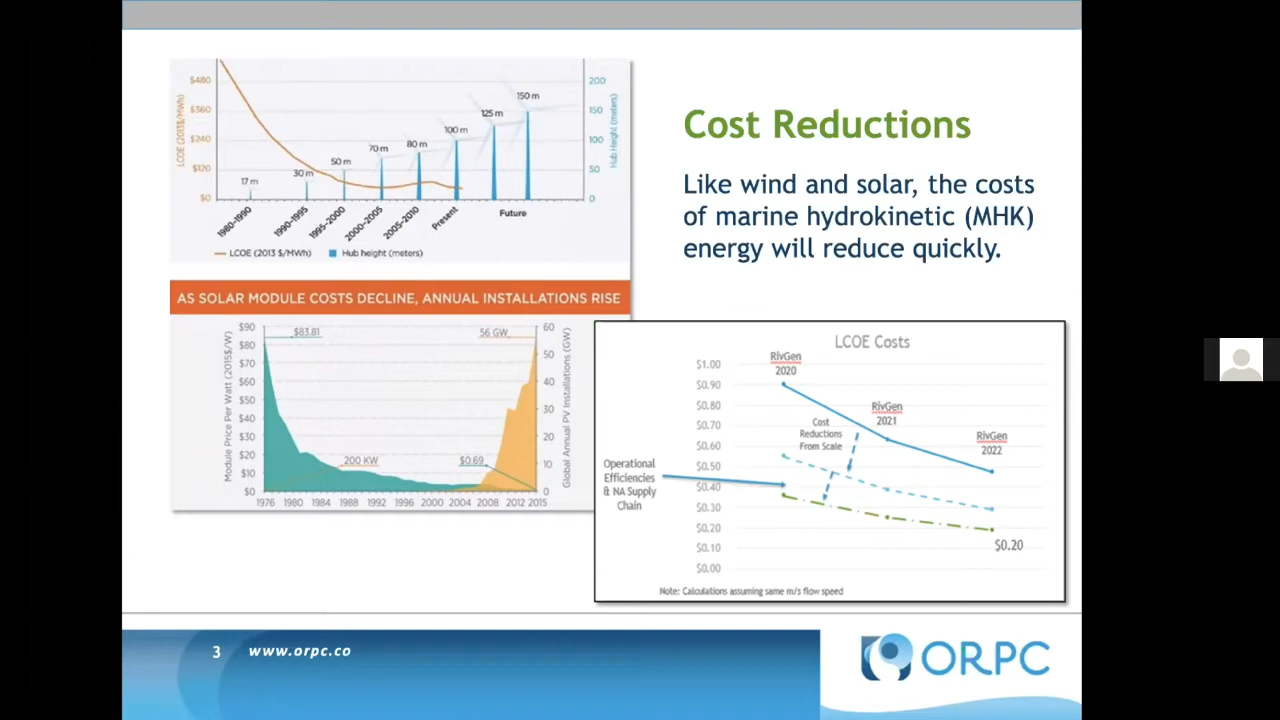 Cost Reductions
Like wind and solar, the costs
of marine hydrokinetic (MHK)
energy will reduce quickly.
LCOE (2013$/MWh)
$480
$360
$240
$120
$0
17 m
30 m
50 m
70 m
80 m
100 m
125 m
150 m
200
150
100
50
0
Hub Height (meters)
1980-1990
1990-1995
1995-2000
2000-2005
2005-2010
Present
Future
LCOE (2013 $/MWh)
Hub height (meters)
AS SOLAR MODULE COSTS DECLINE, ANNUAL INSTALLATIONS RISE
Module Price Per Watt (2015$/W)
$90
$80
$70
$60
$50
$40
$30
$20
$10
$0
$83.81
56 GW
200 KW
$0.69
60
50
40
30
20
10
0
Global Annual PV Installations (GW)
1976 1980 1984 1988 1992 1996 2000 2004 2008 2012 2015
LCOE Costs
$1.00
$0.90
$0.80
$0.70
$0.60
$0.50
$0.40
$0.30
$0.20
$0.10
$0.00
RivGen
2020
RivGen
2021
RivGen
2022
Cost
Reductions
From Scale
Operational
Efficiencies
& NA Supply
Chain
$0.20
Note: Calculations assuming same m/s flow speed
3
www.orpc.co
ORPC